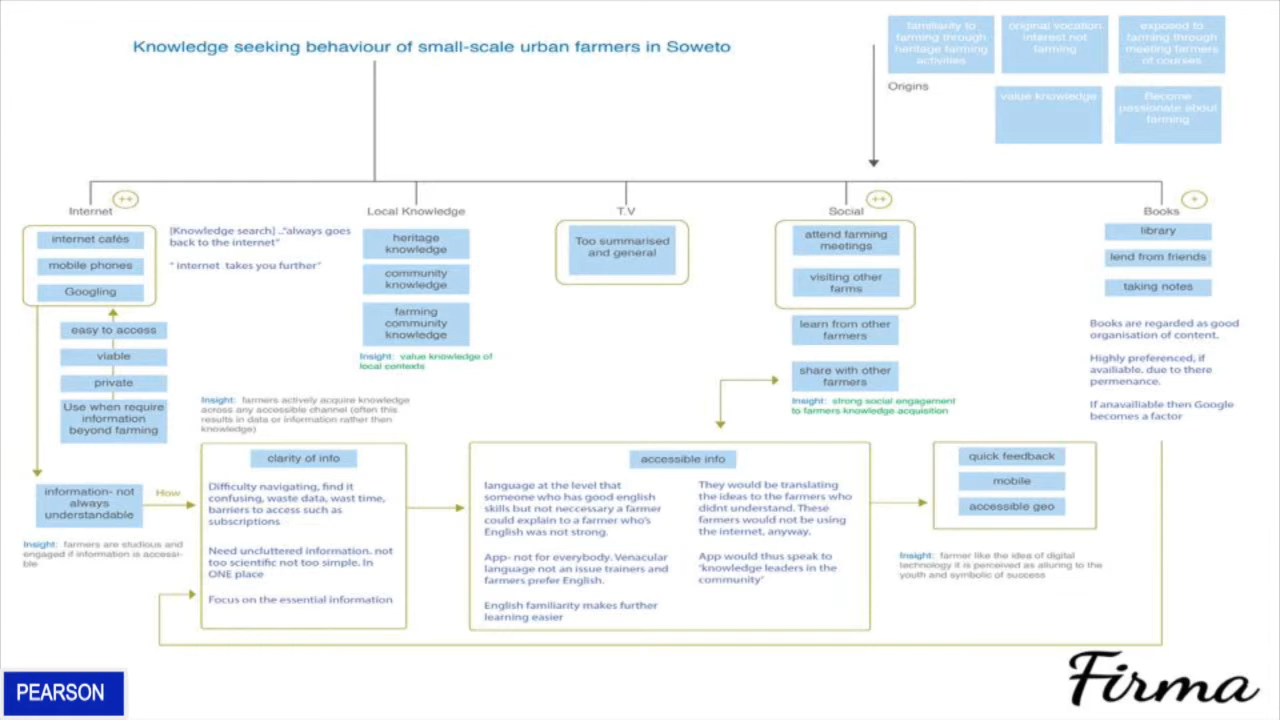 Knowledge seeking behaviour of small-scale urban farmers in Soweto
familiarity to
farming through
heritage farming
activities
original vocation
interest not
farming
exposed to
farming through
meeting farmers
of courses
Origins
value knowledge
Become
passionate about
farming
Internet
++
internet cafés
mobile phones
Googling
[Knowledge search] .."always goes
back to the internet"
" internet takes you further"
easy to access
viable
private
Use when require
information
beyond farming
Local Knowledge
heritage
knowledge
community
knowledge
farming
community
knowledge
Insight: value knowledge of
local contexts
T.V
Too summarised
and general
Social
++
attend farming
meetings
visiting other
farms
learn from other
farmers
share with other
farmers
Insight: strong social engagement
to farmers knowledge acquisition
Books
+
library
lend from friends
taking notes
Books are regarded as good
organisation of content.
Highly preferenced, if
availiable. due to there
permenance.
If anavailliable then Google
becomes a factor
Insight: farmers actively acquire knowledge
across any accessible channel (often this
results in data or information rather then
knowledge)
information- not
always
understandable
How
Insight: farmers are studious and
engaged if information is accessi-
ble
clarity of info
Difficulty navigating, find it
confusing, waste data, wast time,
barriers to access such as
subscriptions
Need uncluttered information. not
too scientific not too simple. In
ONE place
Focus on the essential information
accessible info
language at the level that
someone who has good english
skills but not neccessary a farmer
could explain to a farmer who's
English was not strong.
App- not for everybody. Venacular
language not an issue trainers and
farmers prefer English.
English familiarity makes further
learning easier
They would be translating
the ideas to the farmers who
didnt understand. These
farmers would not be using
the internet, anyway.
App would thus speak to
'knowledge leaders in the
community'
quick feedback
mobile
accessible geo
Insight: farmer like the idea of digital
technology it is perceived as alluring to the
youth and symbolic of success
PEARSON
Firma